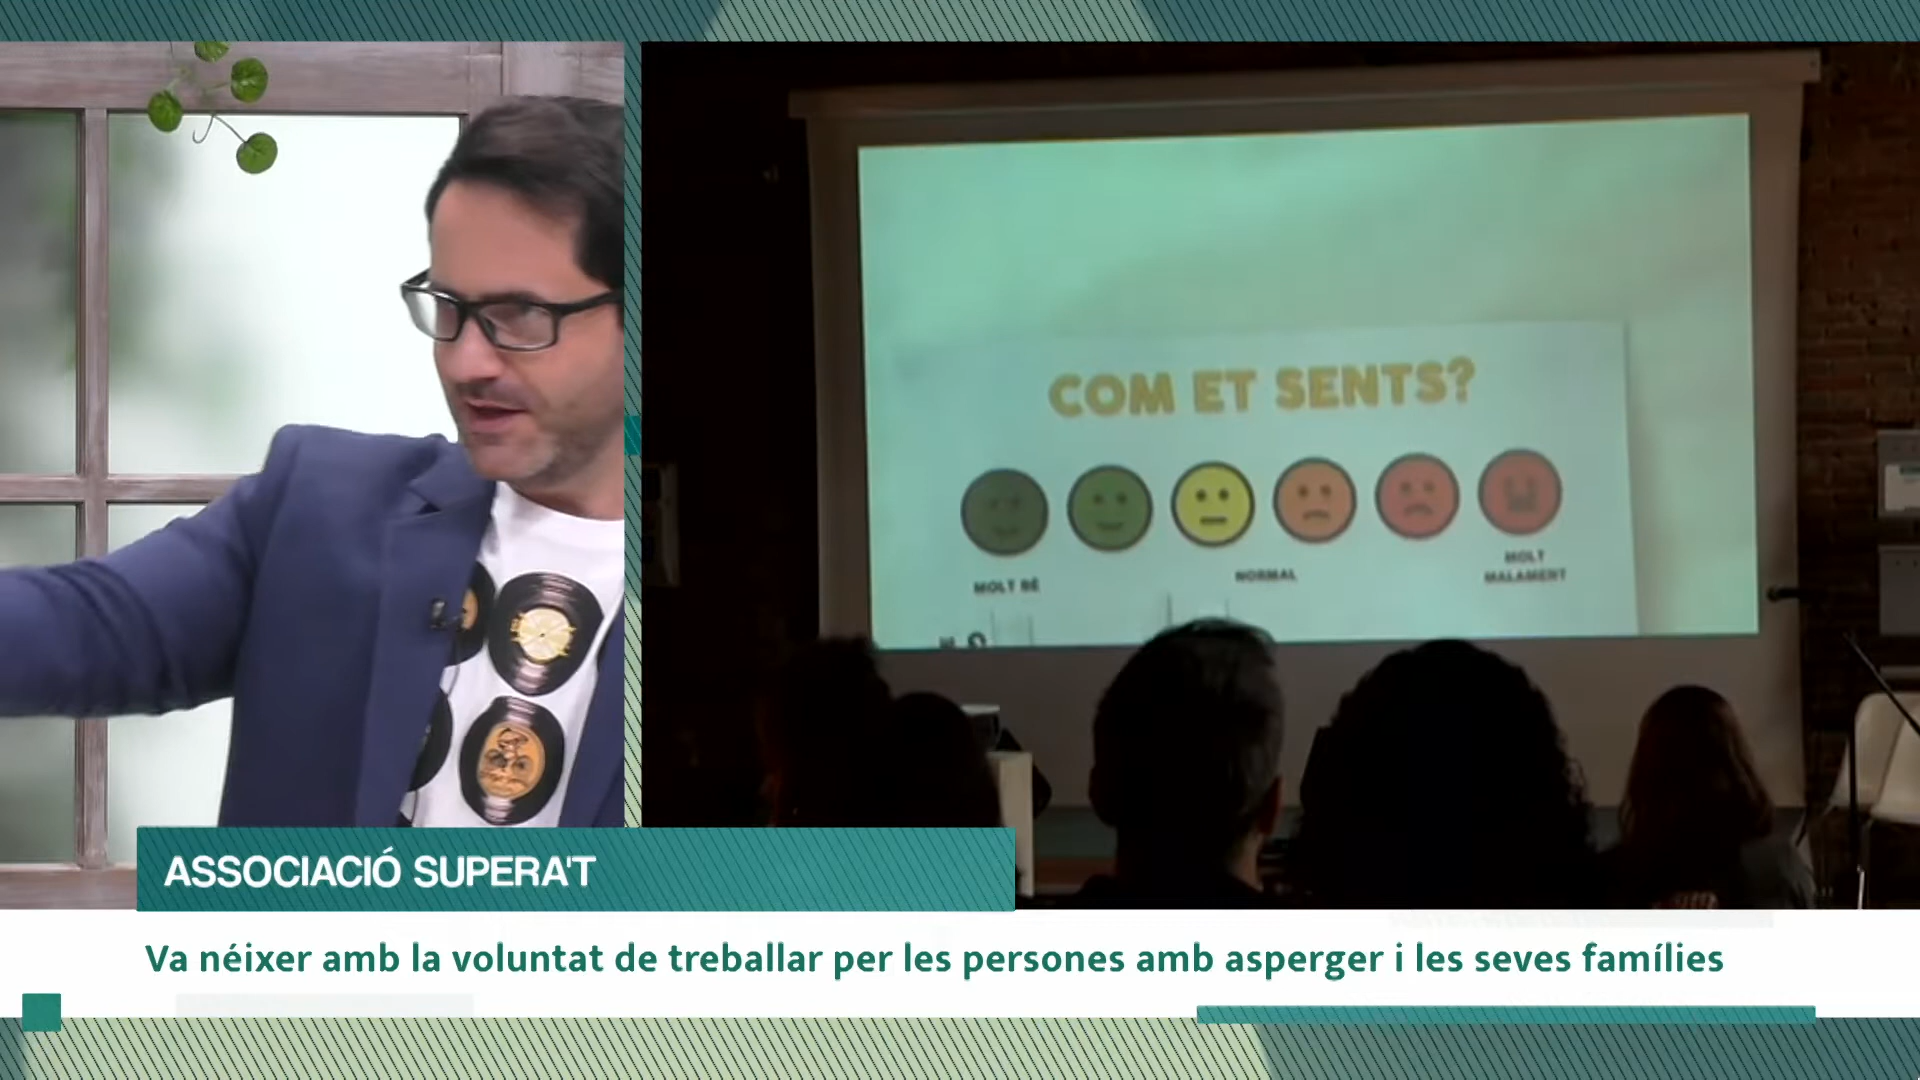 COM ET SENTS?
MOLT BÉ
NORMAL
MOLT
MALAMENT
ASSOCIACIÓ SUPERA'T
Va néixer amb la voluntat de treballar per les persones amb asperger i les seves famílies